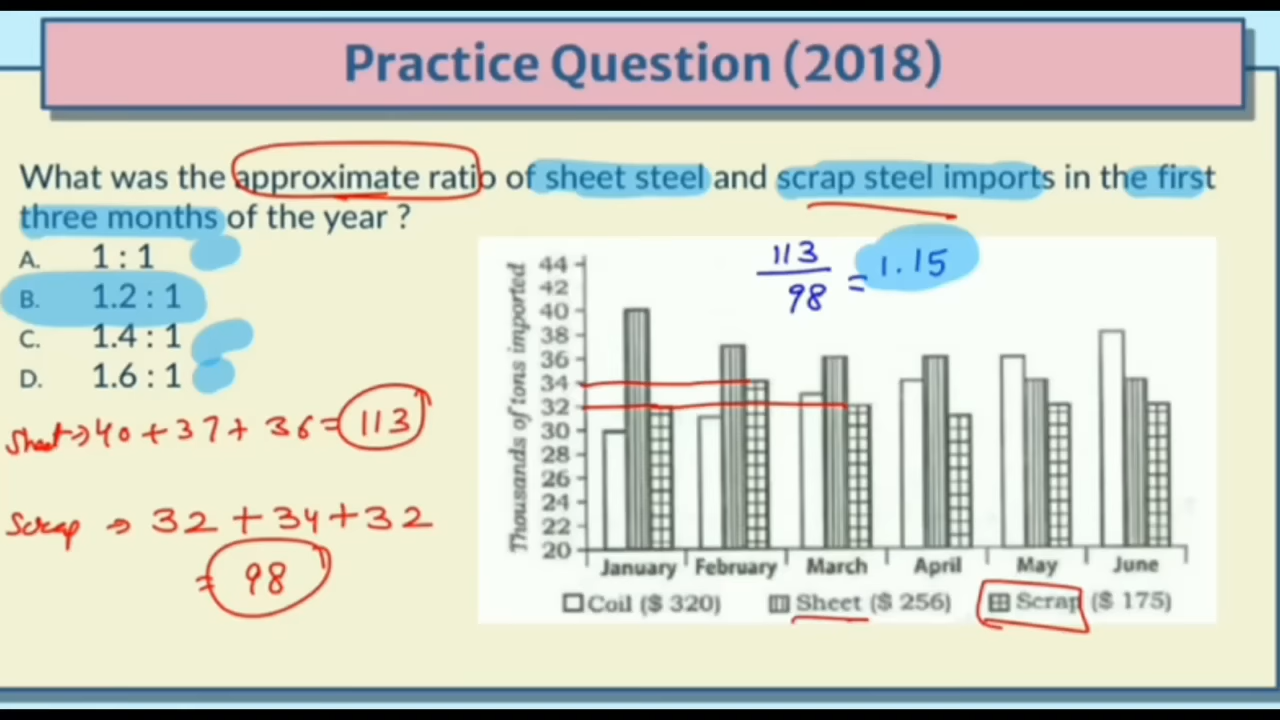 Practice Question (2018)
What was the approximate ratio of sheet steel and scrap steel imports in the first
three months of the year ?
A. 1 : 1
B. 1.2 : 1
C. 1.4 : 1
D. 1.6 : 1
Sheet → 40 + 37 + 36 = 113
Scrap → 32 + 34 + 32
= 98
113
98
= 1.15
Thousands of tons imported
44
42
40
38
36
34
32
30
28
26
24
22
20
January February March April May June
Coil ($ 320) Sheet ($ 256) Scrap ($ 175)